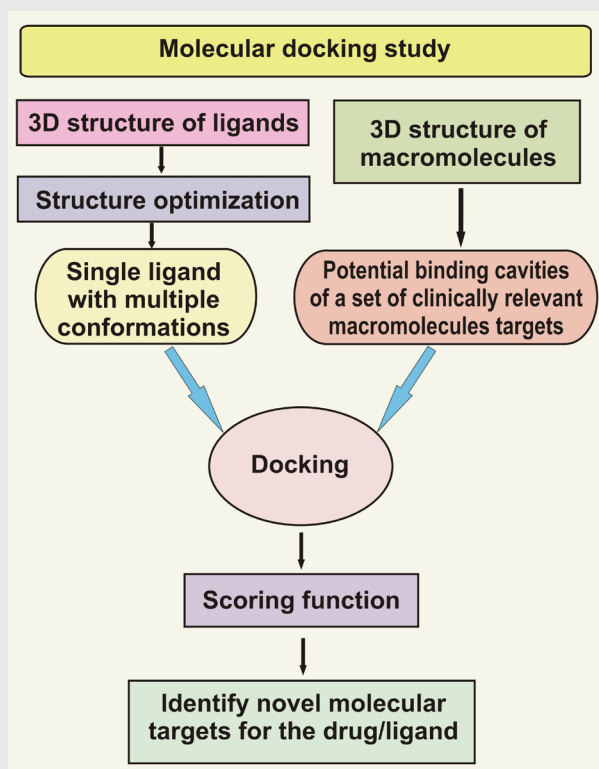 Molecular docking study
3D structure of ligands
Structure optimization
Single ligand
with multiple
conformations
3D structure of
macromolecules
Potential binding cavities
of a set of clinically relevant
macromolecules targets
Docking
Scoring function
Identify novel molecular
targets for the drug/ligand